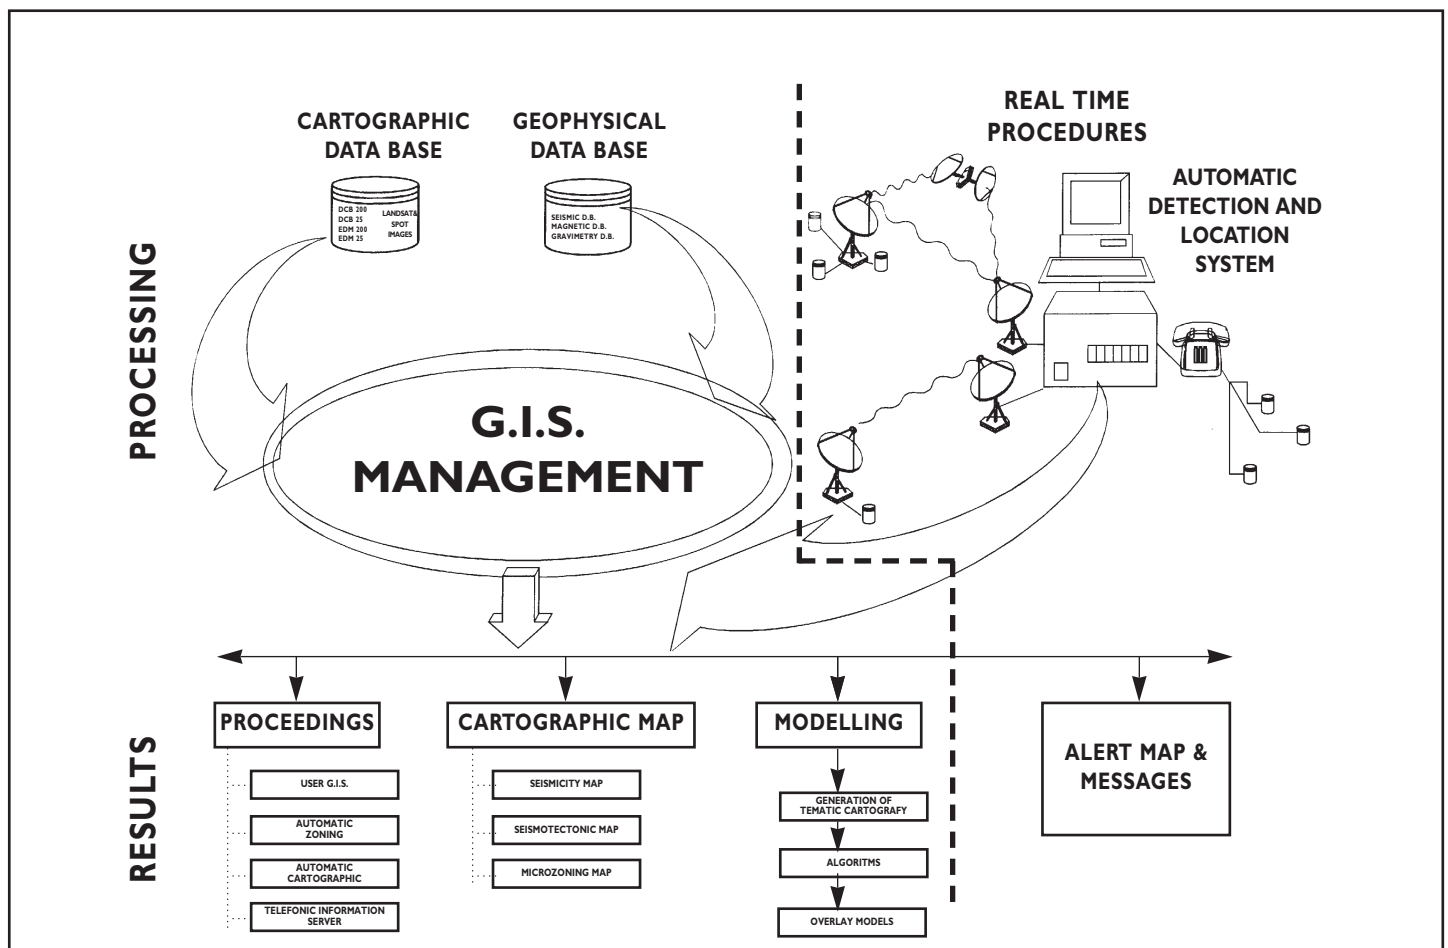 CARTOGRAPHIC
DATA BASE
GEOPHYSICAL
DATA BASE
REAL TIME
PROCEDURES
AUTOMATIC
DETECTION AND
LOCATION
SYSTEM
DCB 200
DCB 25
EDM 200
EDM 25
LANDSAT&
SPOT
IMAGES
SEISMIC D.B.
MAGNETIC D.B.
GRAVIMETRY D.B.
PROCESSING
G.I.S.
MANAGEMENT
RESULTS
PROCEEDINGS
USER G.I.S.
AUTOMATIC
ZONING
AUTOMATIC
CARTOGRAPHIC
TELEFONIC INFORMATION
SERVER
CARTOGRAPHIC MAP
SEISMICITY MAP
SEISMOTECTONIC MAP
MICROZONING MAP
MODELLING
GENERATION OF
TEMATIC CARTOGRAFY
ALGORITMS
OVERLAY MODELS
ALERT MAP &
MESSAGES